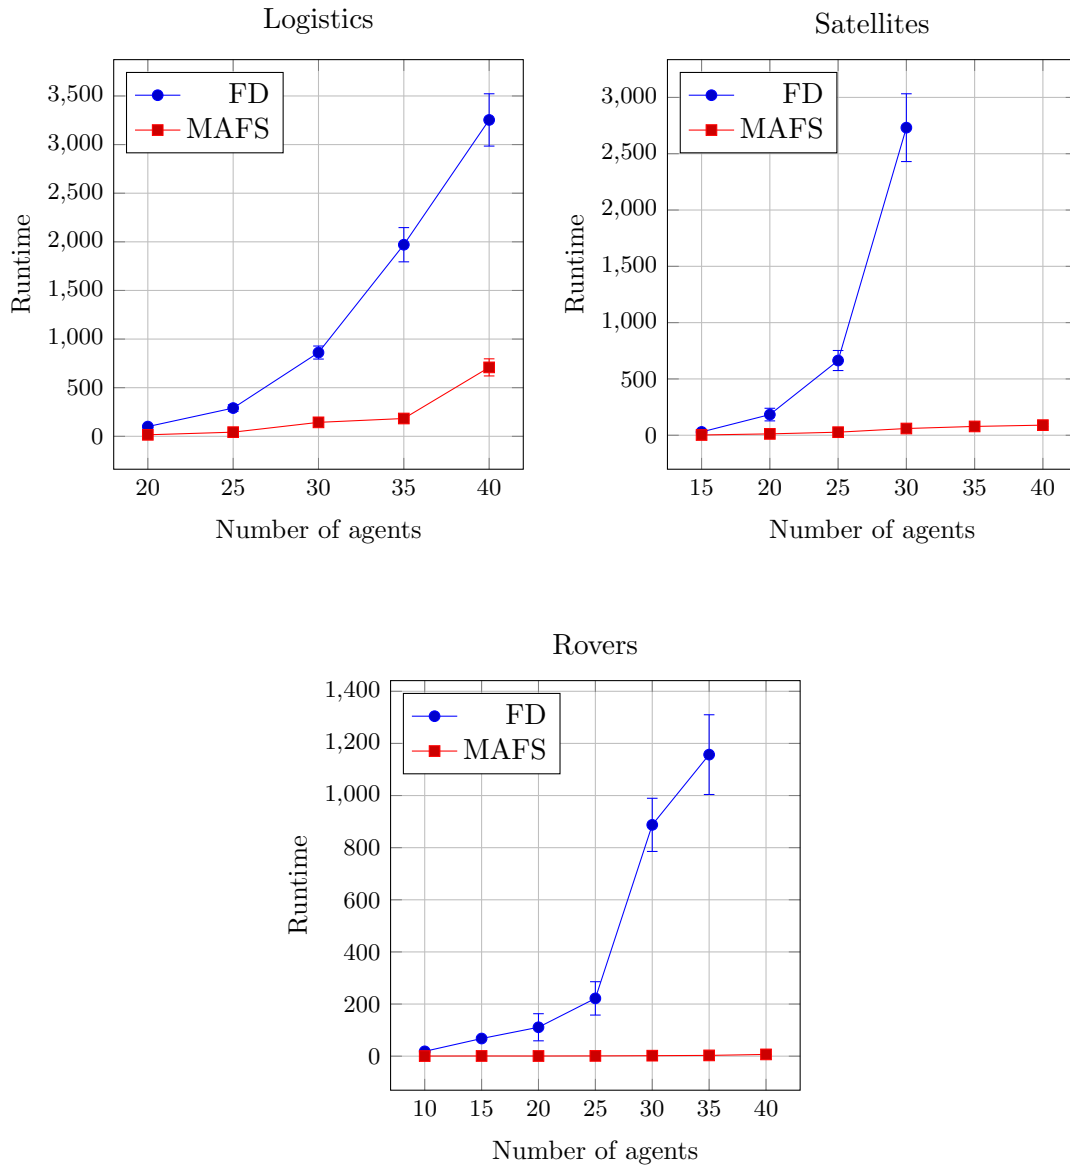 Logistics
FD
MAFS
3,500
3,000
2,500
2,000
1,500
1,000
500
0
Runtime
20 25 30 35 40
Number of agents
Satellites
FD
MAFS
3,000
2,500
2,000
1,500
1,000
500
0
Runtime
15 20 25 30 35 40
Number of agents
Rovers
FD
MAFS
1,400
1,200
1,000
800
600
400
200
0
Runtime
10 15 20 25 30 35 40
Number of agents